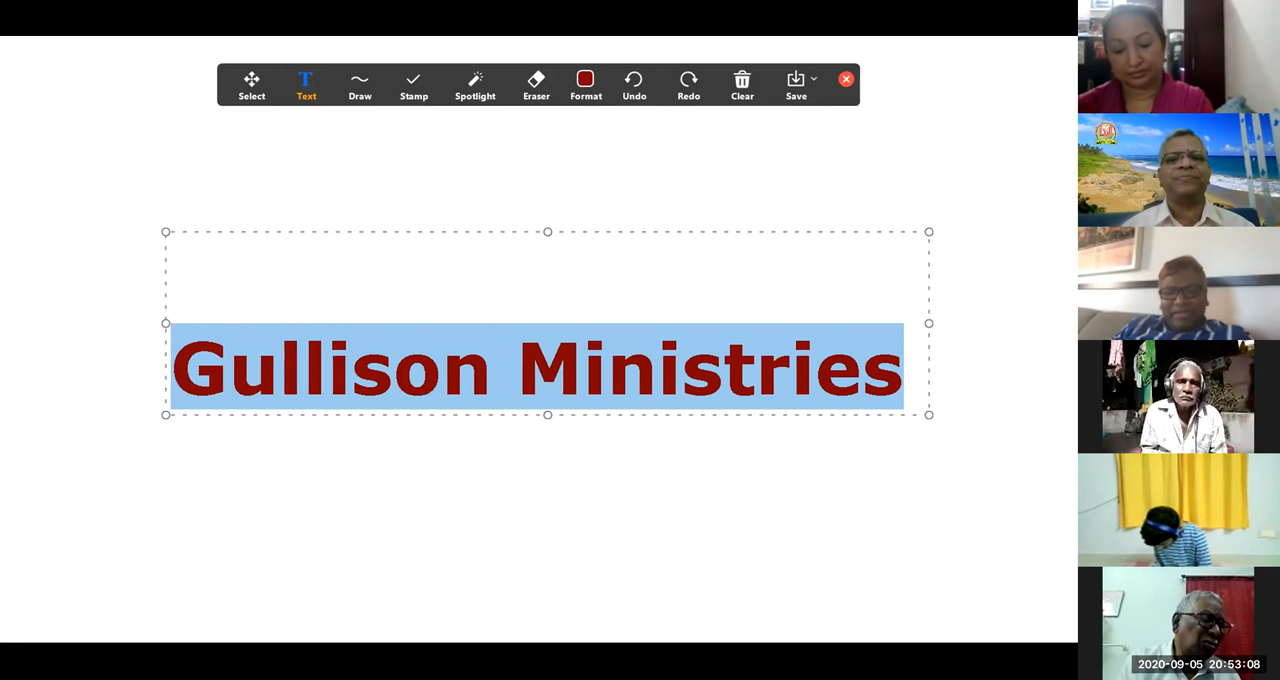 Select Text Draw Stamp Spotlight Eraser Format Undo Redo Clear Save
Gullison Ministries
2020-09-05 20:53:08